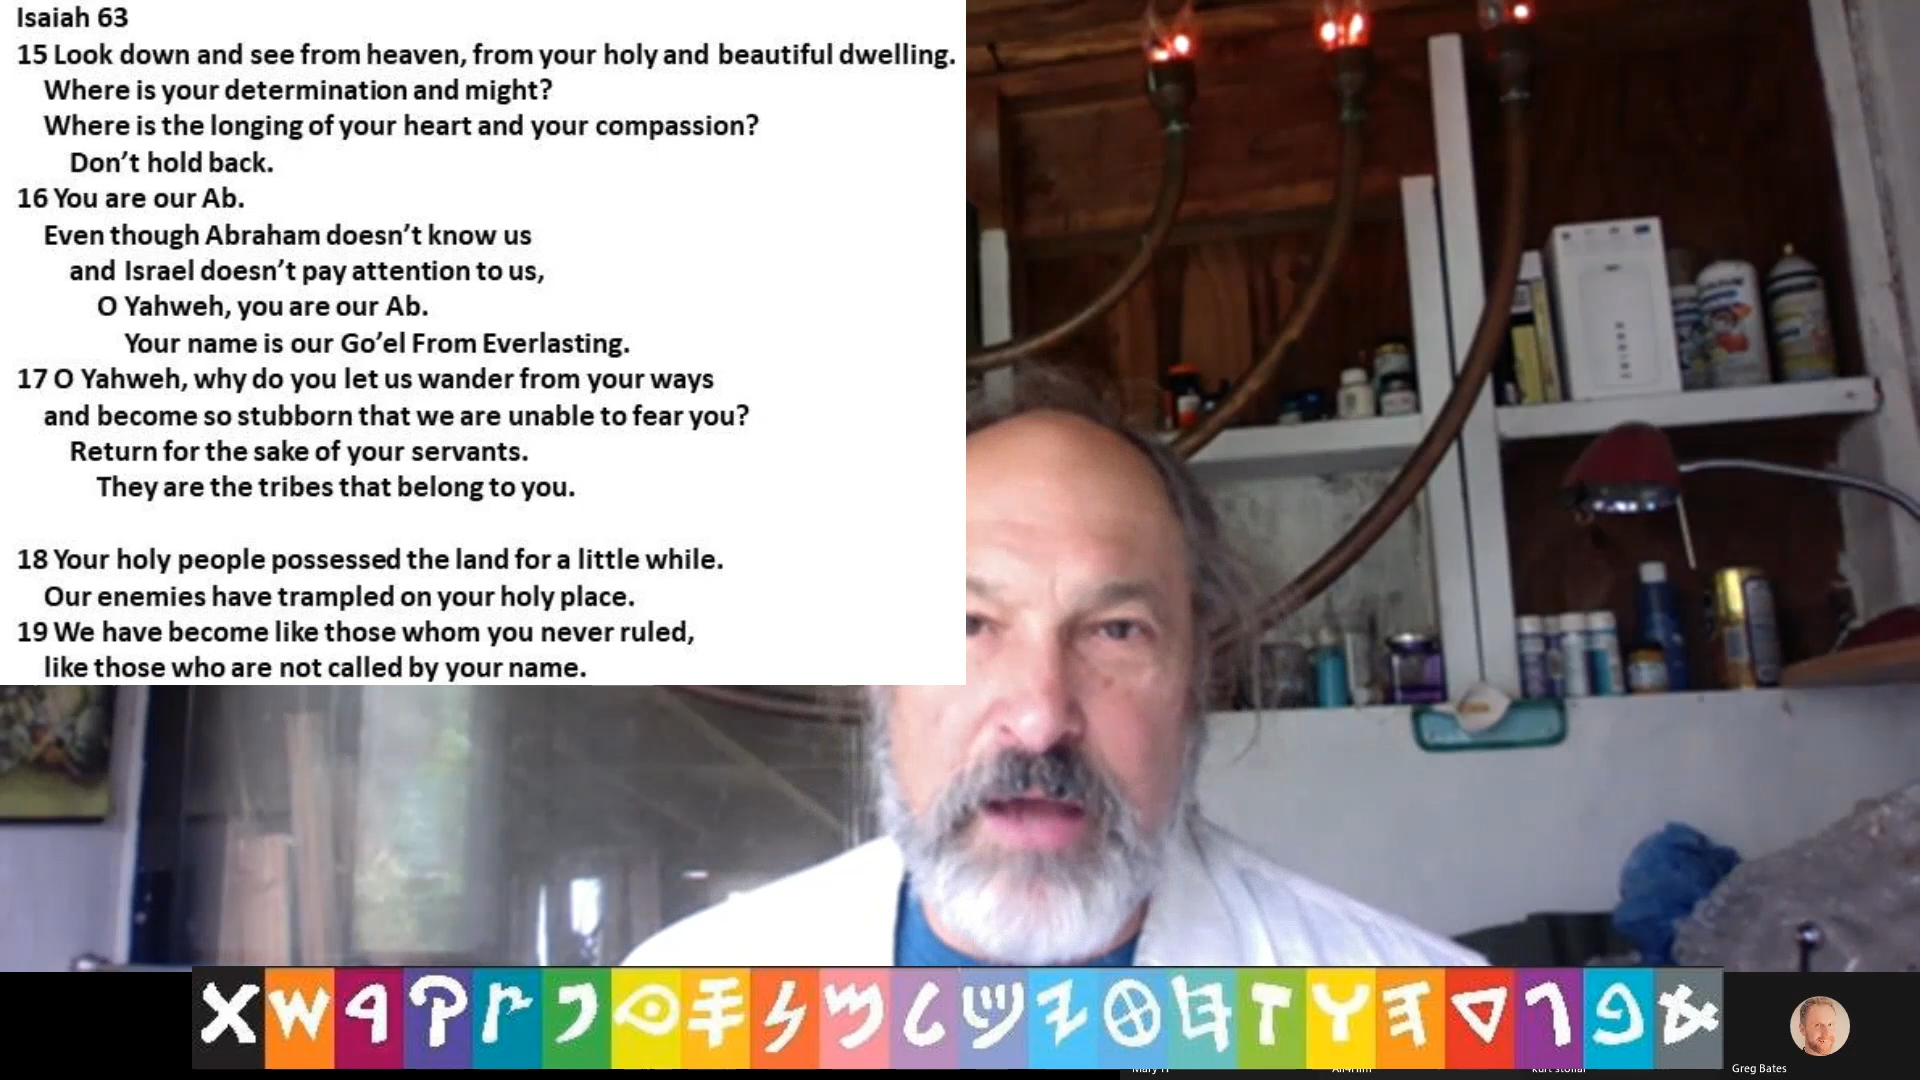 Isaiah 63
15 Look down and see from heaven, from your holy and beautiful dwelling.
Where is your determination and might?
Where is the longing of your heart and your compassion?
Don’t hold back.
16 You are our Ab.
Even though Abraham doesn’t know us
and Israel doesn’t pay attention to us,
O Yahweh, you are our Ab.
Your name is our Go’el From Everlasting.
17 O Yahweh, why do you let us wander from your ways
and become so stubborn that we are unable to fear you?
Return for the sake of your servants.
They are the tribes that belong to you.
18 Your holy people possessed the land for a little while.
Our enemies have trampled on your holy place.
19 We have become like those whom you never ruled,
like those who are not called by your name.
Greg Bates